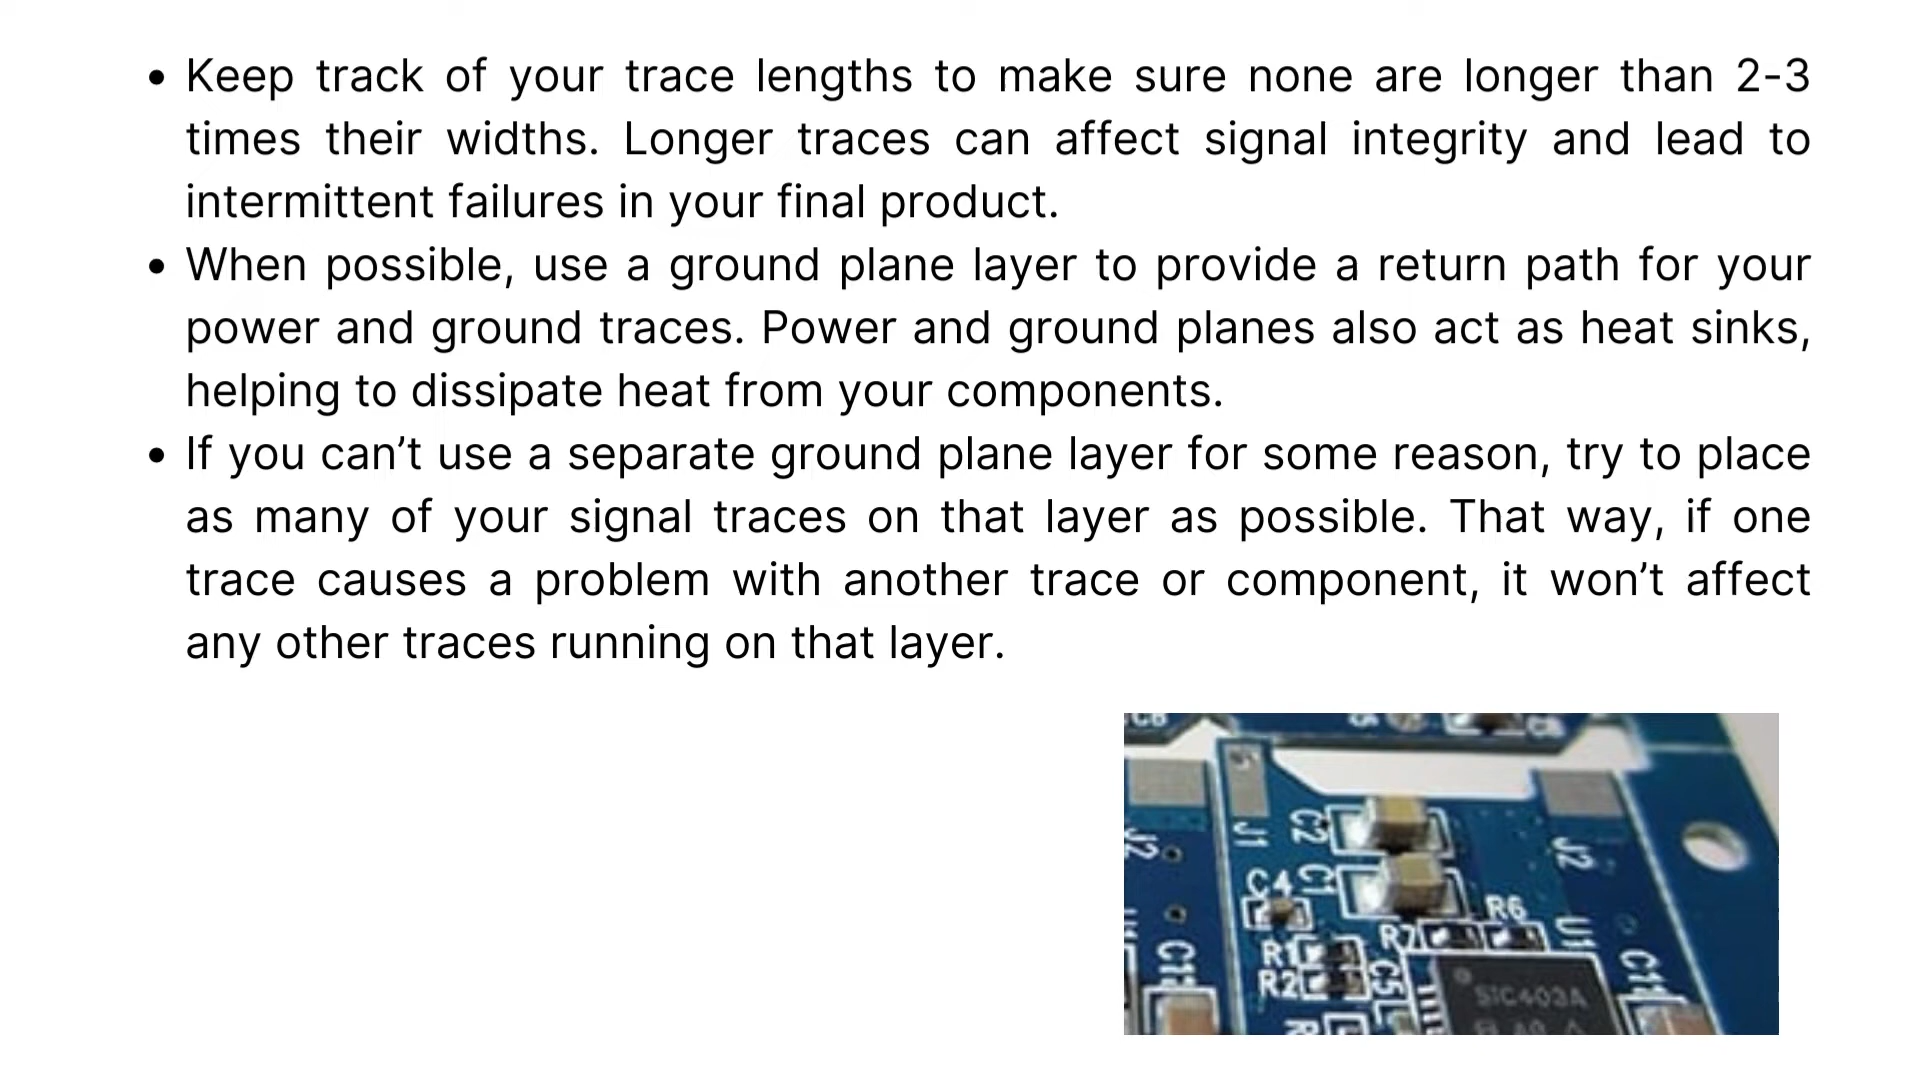 • Keep track of your trace lengths to make sure none are longer than 2-3
times their widths. Longer traces can affect signal integrity and lead to
intermittent failures in your final product.
• When possible, use a ground plane layer to provide a return path for your
power and ground traces. Power and ground planes also act as heat sinks,
helping to dissipate heat from your components.
• If you can’t use a separate ground plane layer for some reason, try to place
as many of your signal traces on that layer as possible. That way, if one
trace causes a problem with another trace or component, it won’t affect
any other traces running on that layer.
J1
C2
J2
J2
C4
C1
R6
R7
U1
R1
R2
C5
SIC403A